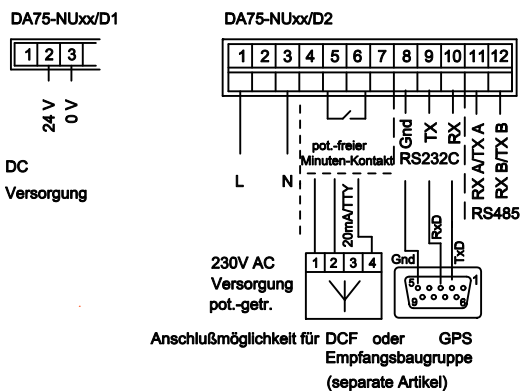 DA75-NUxx/D1
DA75-NUxx/D2
1 2 3
1 2 3 4 5 6 7 8 9 10 11 12
24 V
0 V
DC
Versorgung
L
N
pot.-freier
Minuten-Kontakt
Gnd
TX
RX
RS232C
RX A/TX A
RX B/TX B
RS485
20mA/TTY
230V AC
Versorgung
pot.-getr.
1 2 3 4
Gnd
RxD
TxD
5
1
9
6
Anschlußmöglichkeit für DCF oder GPS
Empfangsbaugruppe
(separate Artikel)